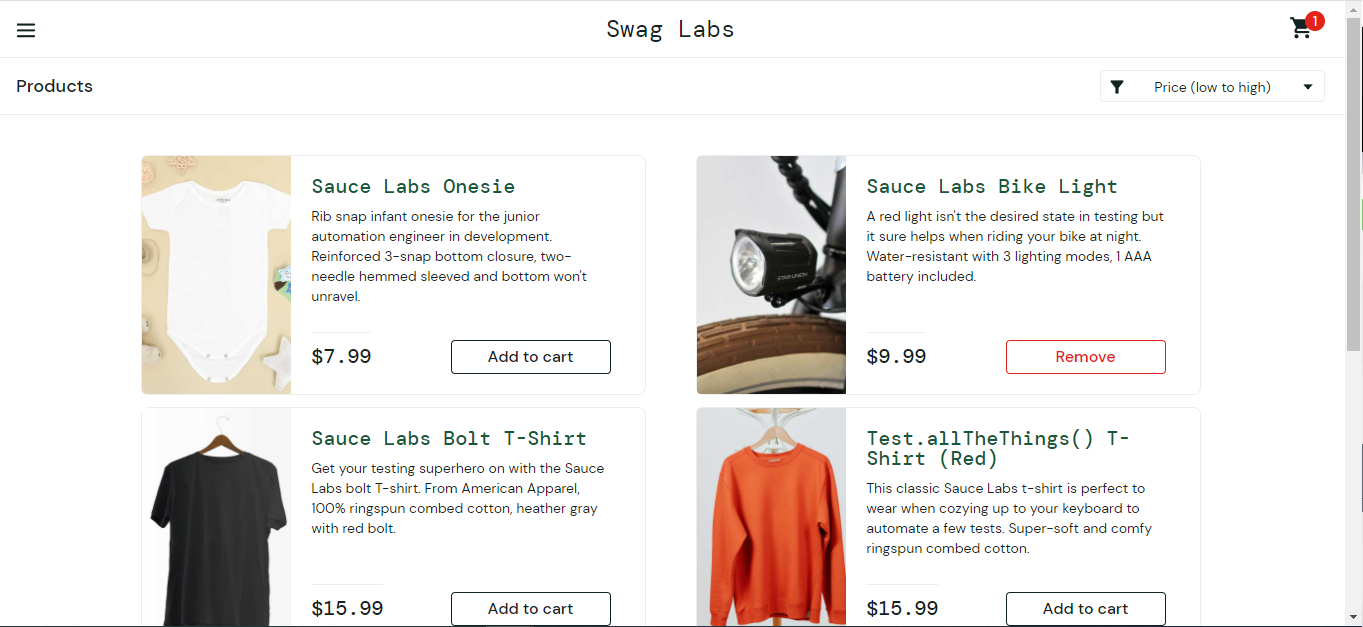 Swag Labs
1
Products
Price (low to high)
Sauce Labs Onesie
Rib snap infant onesie for the junior
automation engineer in development.
Reinforced 3-snap bottom closure, two-
needle hemmed sleeved and bottom won't
unravel.
$7.99
Add to cart
STAR UNION
Sauce Labs Bike Light
A red light isn't the desired state in testing but
it sure helps when riding your bike at night.
Water-resistant with 3 lighting modes, 1 AAA
battery included.
$9.99
Remove
Sauce Labs Bolt T-Shirt
Get your testing superhero on with the Sauce
Labs bolt T-shirt. From American Apparel,
100% ringspun combed cotton, heather gray
with red bolt.
$15.99
Add to cart
Test.allTheThings() T-
Shirt (Red)
This classic Sauce Labs t-shirt is perfect to
wear when cozying up to your keyboard to
automate a few tests. Super-soft and comfy
ringspun combed cotton.
$15.99
Add to cart